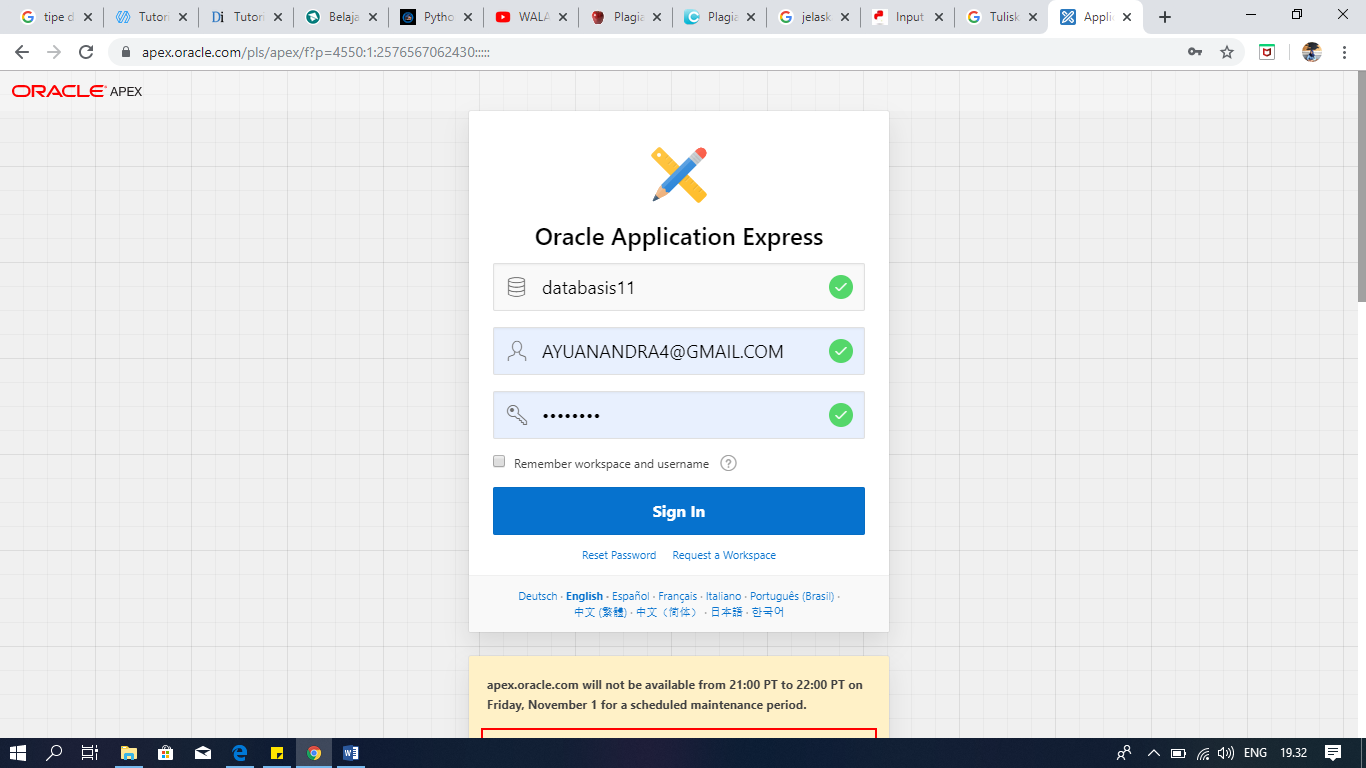 tipe d
Tutori
Tutor
Belaja
Pytho
WALA
Plagia
Plagia
jelask
Input
Tulisk
Appli
apex.oracle.com/pls/apex/f?p=4550:1:2576567062430:::::
ORACLE APEX
Oracle Application Express
databasis11
AYUANANDRA4@GMAIL.COM
••••••••
Remember workspace and username ?
Sign In
Reset Password Request a Workspace
Deutsch · English · Español · Français · Italiano · Português (Brasil) ·
中文 (繁體) · 中文（简体） · 日本語 · 한국어
apex.oracle.com will not be available from 21:00 PT to 22:00 PT on
Friday, November 1 for a scheduled maintenance period.
ENG 19.32